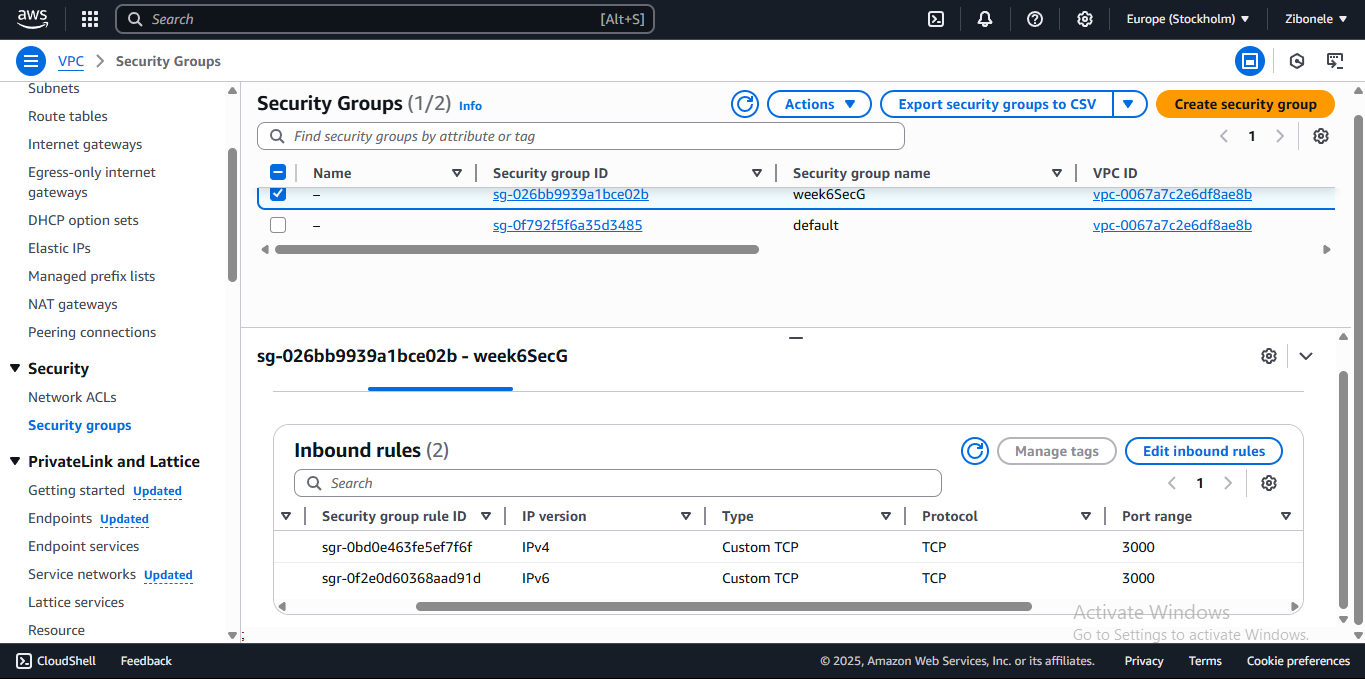 aws
Search [Alt+S]
Europe (Stockholm) Zibonele
VPC Security Groups
Subnets
Route tables
Internet gateways
Egress-only internet
gateways
DHCP option sets
Elastic IPs
Managed prefix lists
NAT gateways
Peering connections
Security
Network ACLs
Security groups
PrivateLink and Lattice
Getting started Updated
Endpoints Updated
Endpoint services
Service networks Updated
Lattice services
Resource
Security Groups (1/2) Info
Actions Export security groups to CSV Create security group
Find security groups by attribute or tag
1
Name Security group ID Security group name VPC ID
– sg-026bb9939a1bce02b week6SecG vpc-0067a7c2e6df8ae8b
– sg-0f792f5f6a35d3485 default vpc-0067a7c2e6df8ae8b
sg-026bb9939a1bce02b - week6SecG
Inbound rules (2)
Manage tags Edit inbound rules
Search
1
Security group rule ID IP version Type Protocol Port range
sgr-0bd0e463fe5ef7f6f IPv4 Custom TCP TCP 3000
sgr-0f2e0d60368aad91d IPv6 Custom TCP TCP 3000
Activate Windows
Go to Settings to activate Windows.
;
CloudShell Feedback
© 2025, Amazon Web Services, Inc. or its affiliates. Privacy Terms Cookie preferences